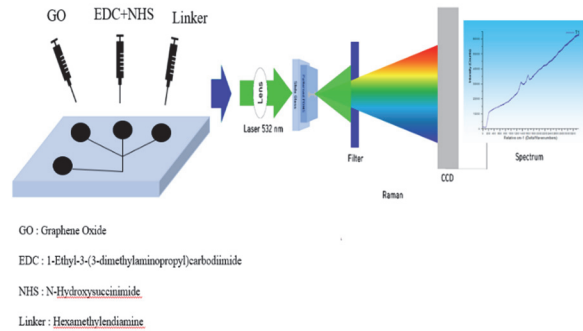 GO
EDC+NHS
Linker
Lens
Laser 532 nm
Filter
Raman
CCD
Spectrum
GO : Graphene Oxide
EDC : 1-Ethyl-3-(3-dimethylaminopropyl)carbodiimide
NHS : N-Hydroxysuccinimide
Linker : Hexamethylendiamine